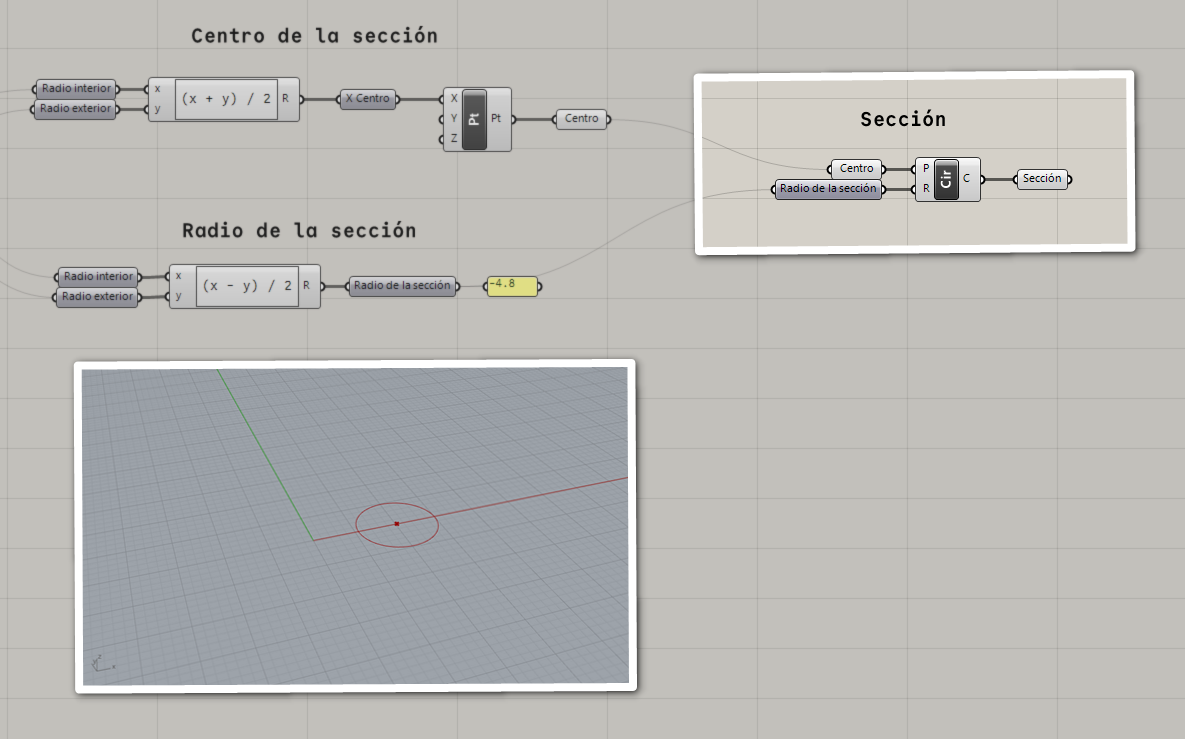 Centro de la sección
Radio interior
Radio exterior
x
y
(x + y) / 2
R
X Centro
X
Y
Z
Pt
Pt
Centro
Sección
Centro
Radio de la sección
P
R
Cir
C
Sección
Radio de la sección
Radio interior
Radio exterior
x
y
(x - y) / 2
R
Radio de la sección
-4.8